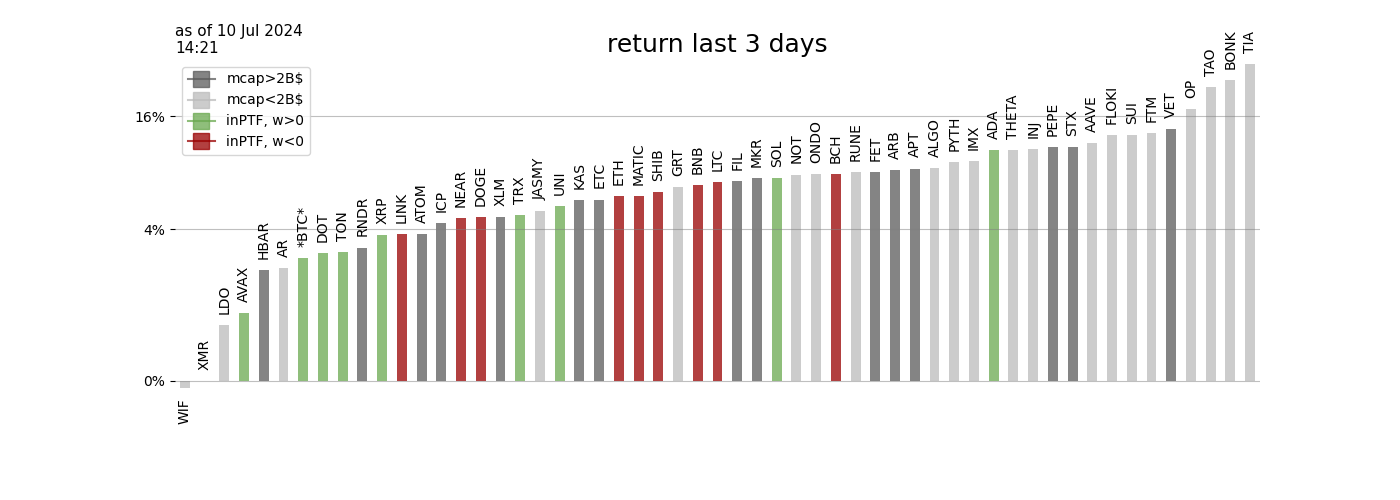 as of 10 Jul 2024
14:21
return last 3 days
mcap>2B$
mcap<2B$
inPTF, w>0
inPTF, w<0
16%
4%
0%
WIF
XMR
LDO
AVAX
HBAR
AR
*BTC*
DOT
TON
RNDR
XRP
LINK
ATOM
ICP
NEAR
DOGE
XLM
TRX
JASMY
UNI
KAS
ETC
ETH
MATIC
SHIB
GRT
BNB
LTC
FIL
MKR
SOL
NOT
ONDO
BCH
RUNE
FET
ARB
APT
ALGO
PYTH
IMX
ADA
THETA
INJ
PEPE
STX
AAVE
FLOKI
SUI
FTM
VET
OP
TAO
BONK
TIA